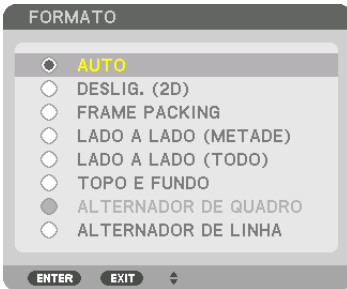 FORMATO
AUTO
DESLIG. (2D)
FRAME PACKING
LADO A LADO (METADE)
LADO A LADO (TODO)
TOPO E FUNDO
ALTERNADOR DE QUADRO
ALTERNADOR DE LINHA
ENTER EXIT